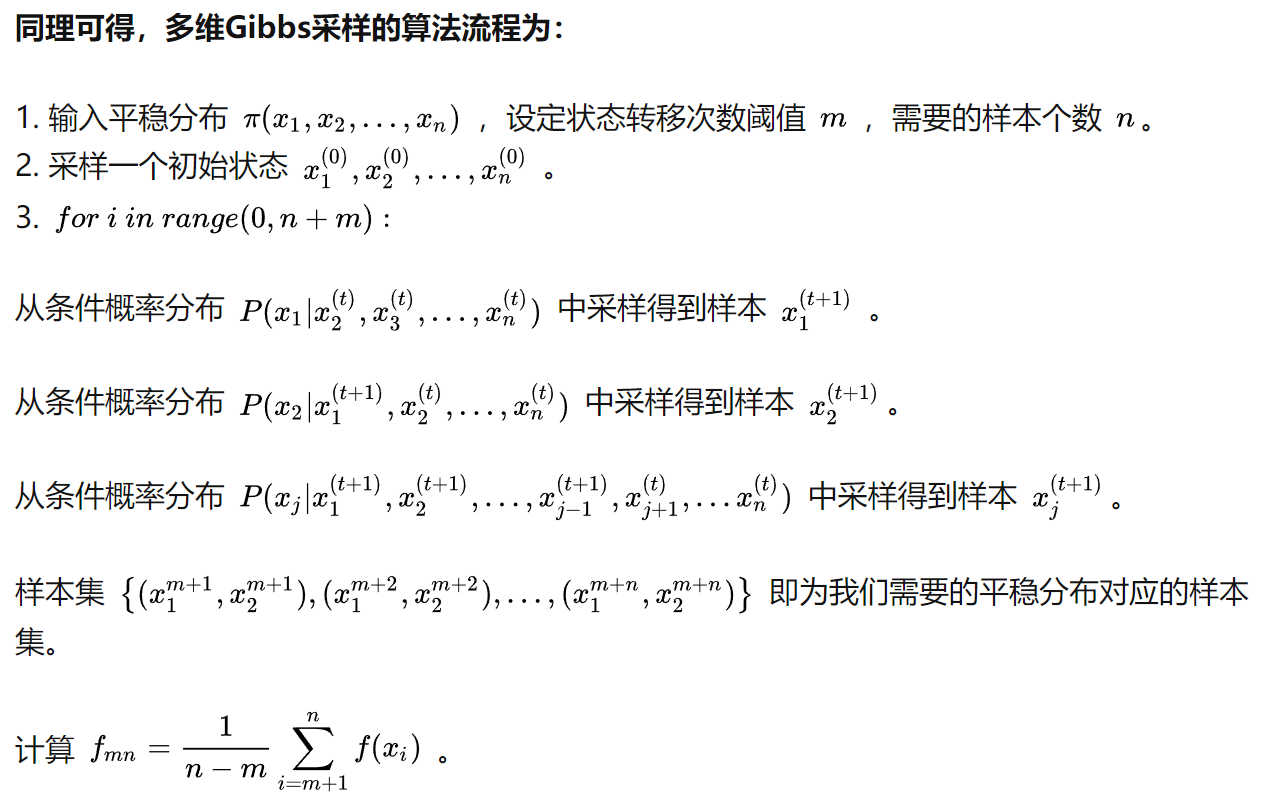 同理可得，多维Gibbs采样的算法流程为：
1. 输入平稳分布 $\pi(x_1, x_2, \ldots, x_n)$ ，设定状态转移次数阈值 $m$ ，需要的样本个数 $n$。
2. 采样一个初始状态 $x_1^{(0)}, x_2^{(0)}, \ldots, x_n^{(0)}$ 。
3. $for\ i\ in\ range(0, n+m):$
从条件概率分布 $P(x_1|x_2^{(t)}, x_3^{(t)}, \ldots, x_n^{(t)})$ 中采样得到样本 $x_1^{(t+1)}$ 。
从条件概率分布 $P(x_2|x_1^{(t+1)}, x_2^{(t)}, \ldots, x_n^{(t)})$ 中采样得到样本 $x_2^{(t+1)}$ 。
从条件概率分布 $P(x_j|x_1^{(t+1)}, x_2^{(t+1)}, \ldots, x_{j-1}^{(t+1)}, x_{j+1}^{(t)}, \ldots x_n^{(t)})$ 中采样得到样本 $x_j^{(t+1)}$ 。
样本集 $\{(x_1^{m+1}, x_2^{m+1}), (x_1^{m+2}, x_2^{m+2}), \ldots, (x_1^{m+n}, x_2^{m+n})\}$ 即为我们需要的平稳分布对应的样本
集。
计算 $f_{mn} = \frac{1}{n-m} \sum_{i=m+1}^{n} f(x_i)$ 。